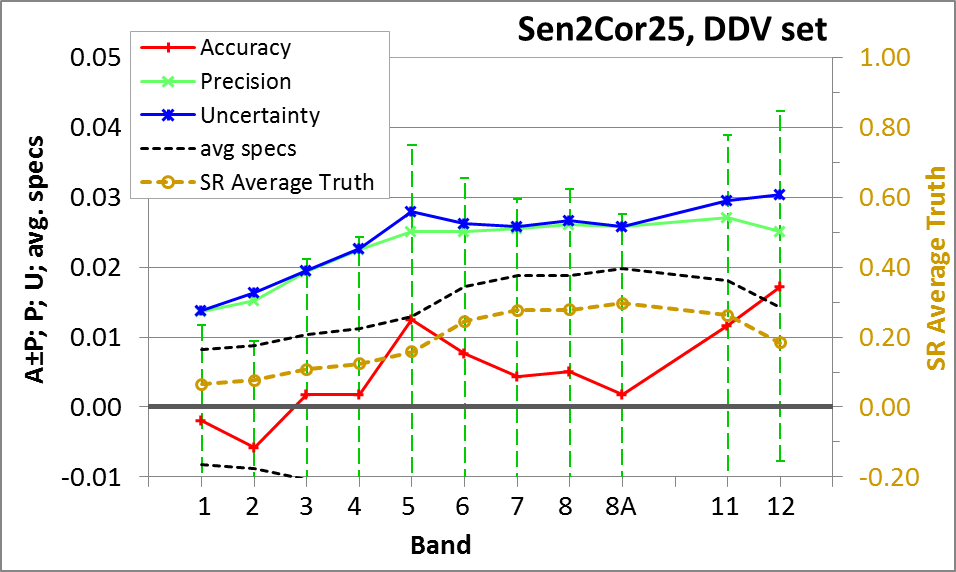 Sen2Cor25, DDV set
Accuracy
Precision
Uncertainty
avg specs
SR Average Truth
0.05
0.04
0.03
0.02
0.01
0.00
-0.01
A±P; P; U; avg. specs
1.00
0.80
0.60
0.40
0.20
0.00
-0.20
SR Average Truth
1 2 3 4 5 6 7 8 8A 11 12
Band